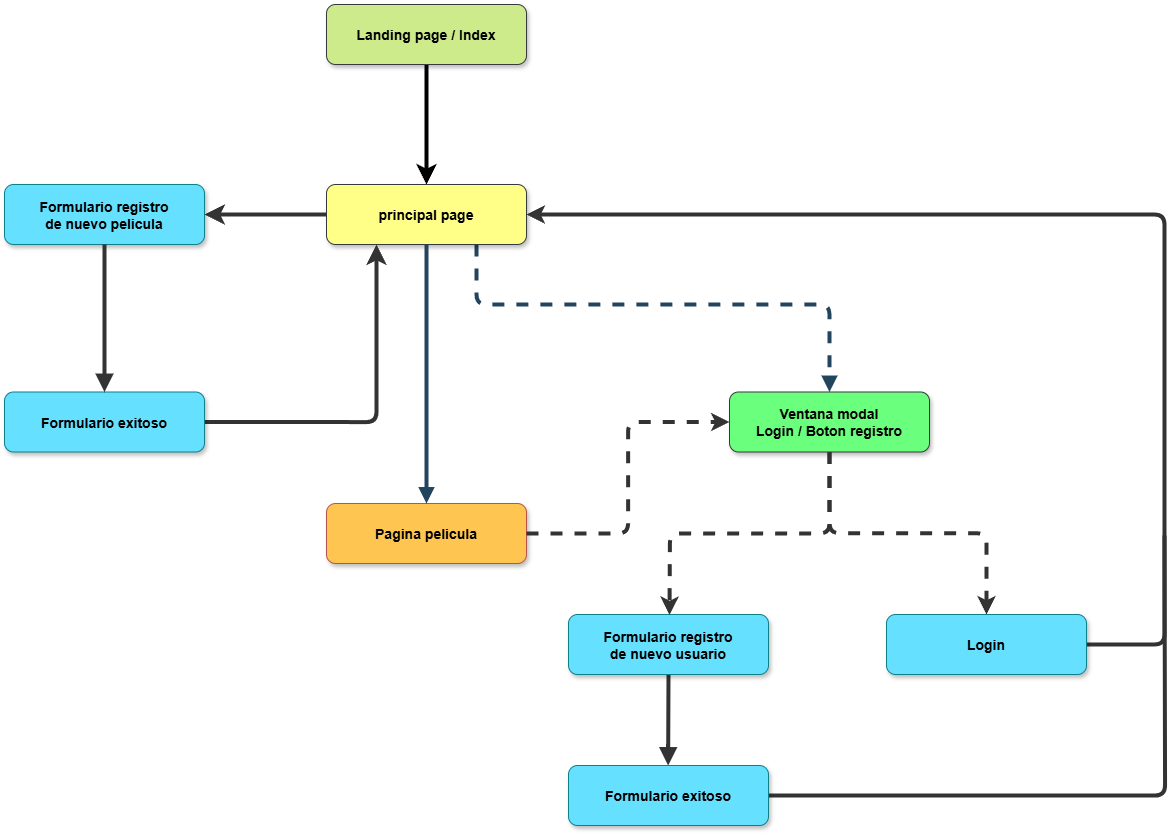 Landing page / Index
Formulario registro
de nuevo pelicula
principal page
Formulario exitoso
Ventana modal
Login / Boton registro
Pagina pelicula
Formulario registro
de nuevo usuario
Login
Formulario exitoso